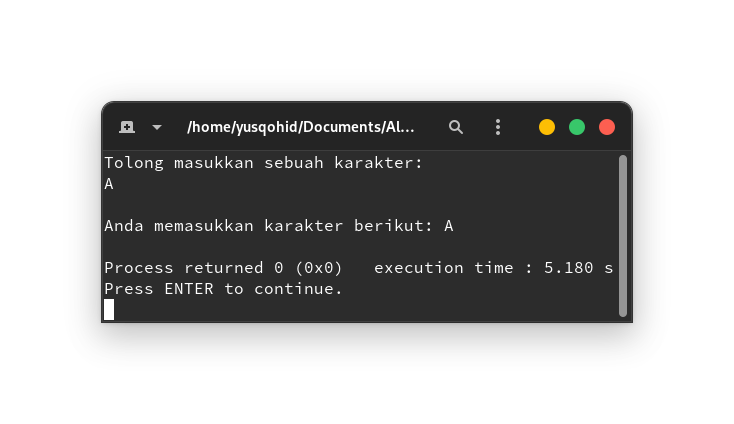 /home/yusqohid/Documents/Al...
Tolong masukkan sebuah karakter:
A
Anda memasukkan karakter berikut: A
Process returned 0 (0x0)   execution time : 5.180 s
Press ENTER to continue.